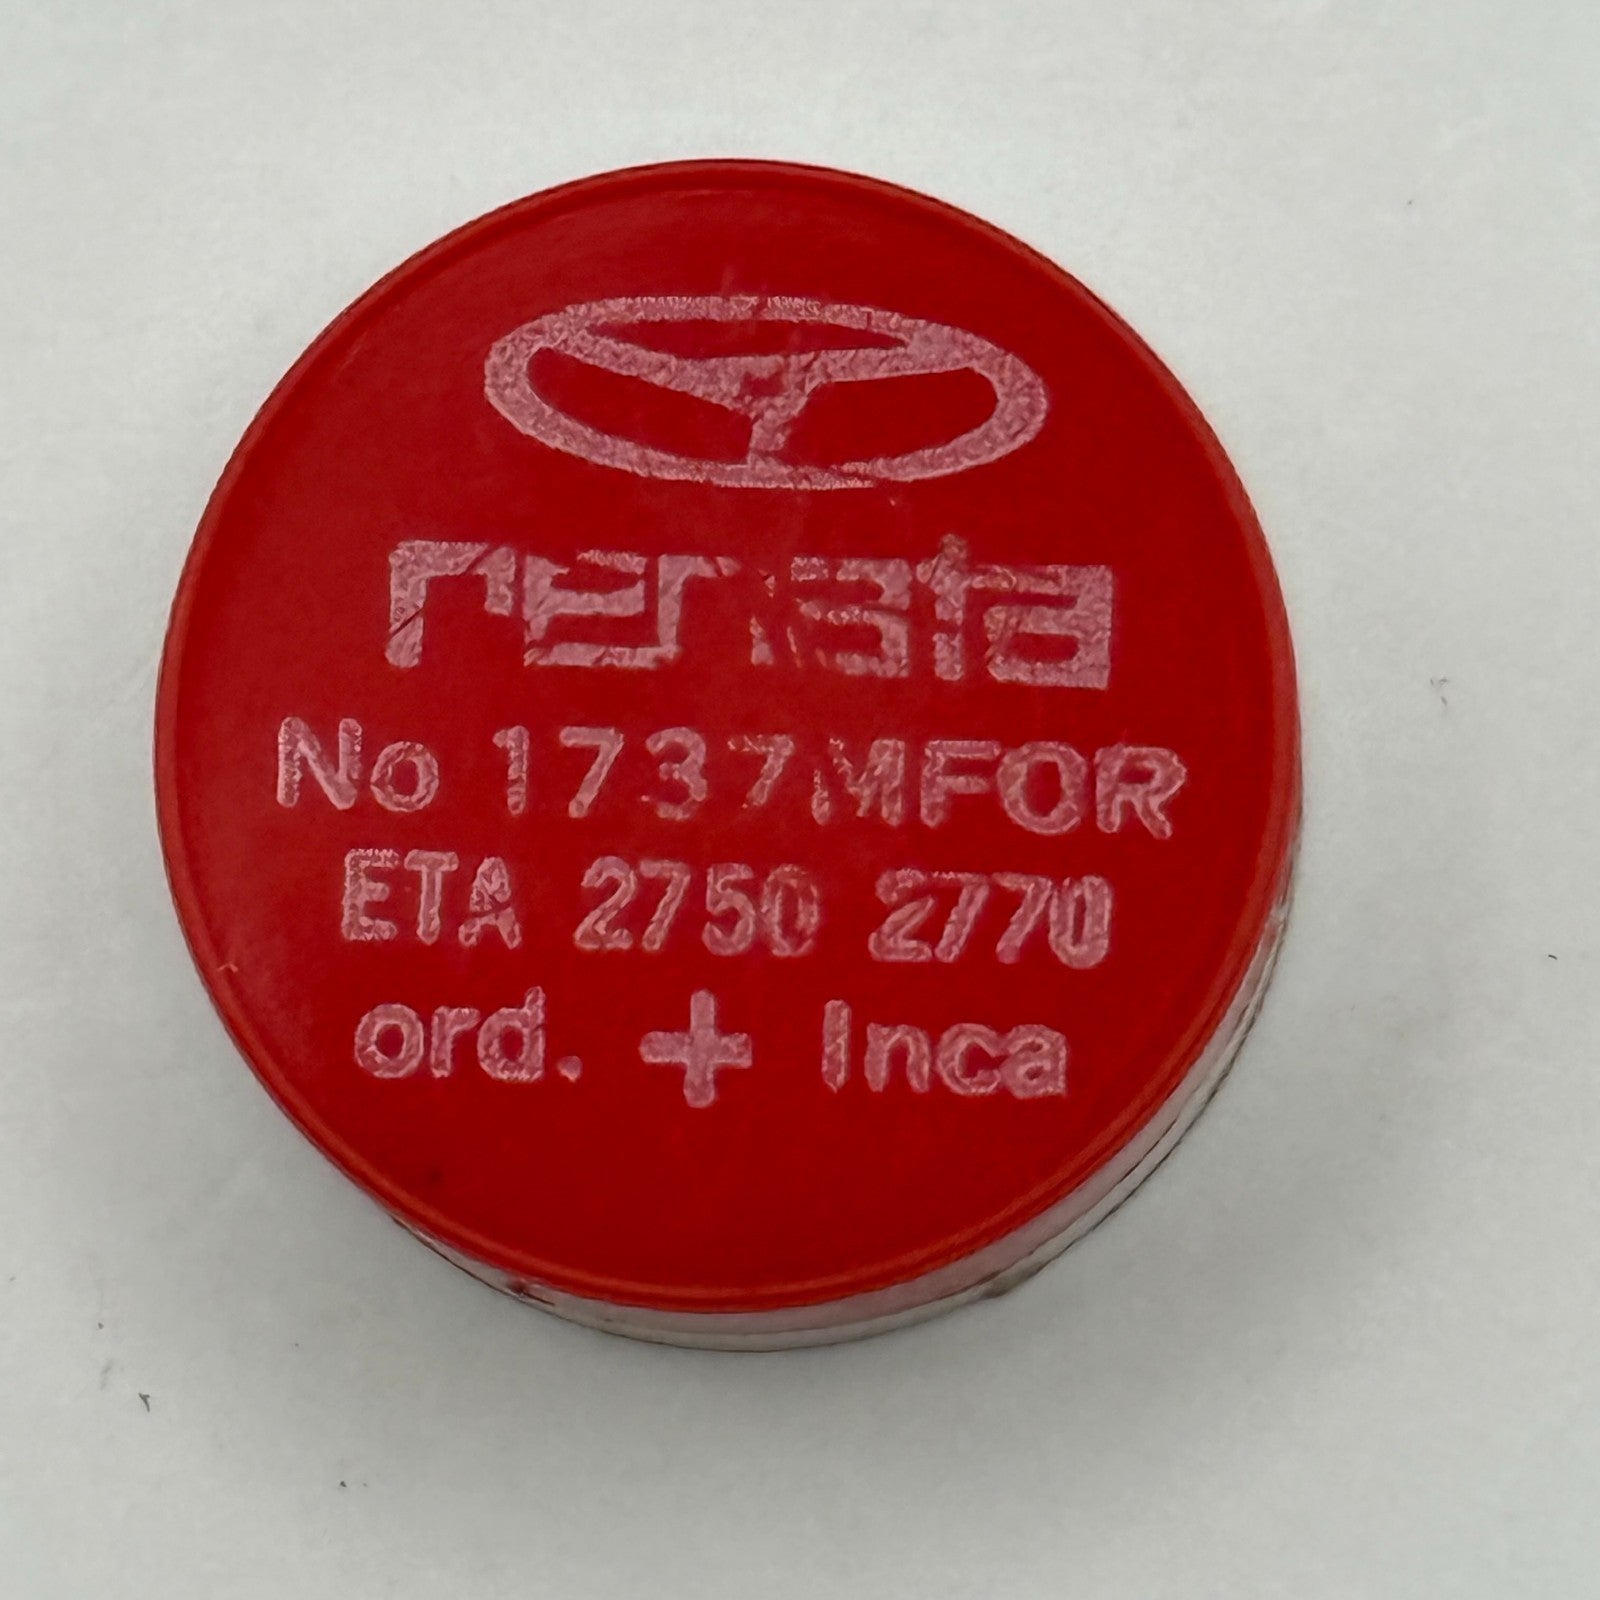 renata
No 1737MFOR
ETA 2750 2770
ord. + Inca